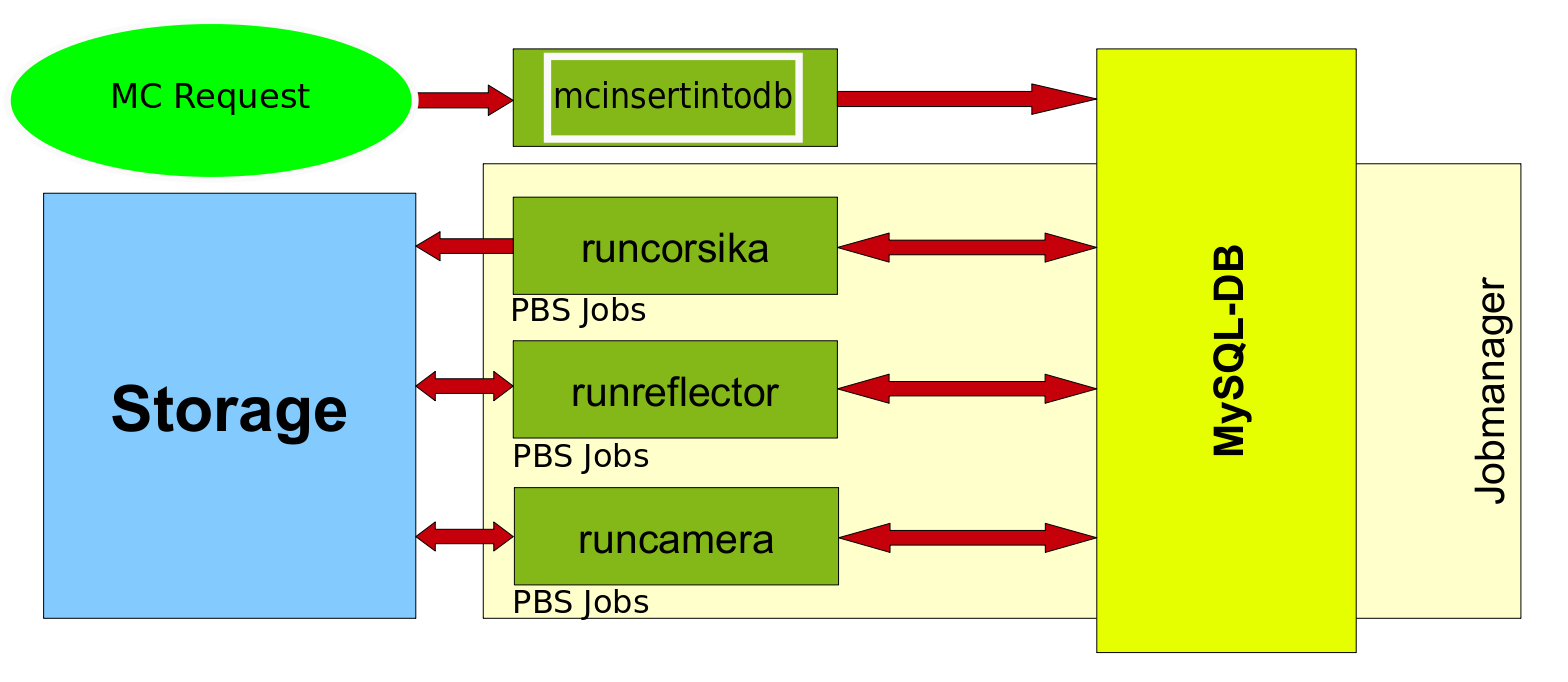 MC Request
mcinsertintodb
runcorsika
PBS Jobs
Storage
runreflector
PBS Jobs
runcamera
PBS Jobs
MySQL-DB
Jobmanager